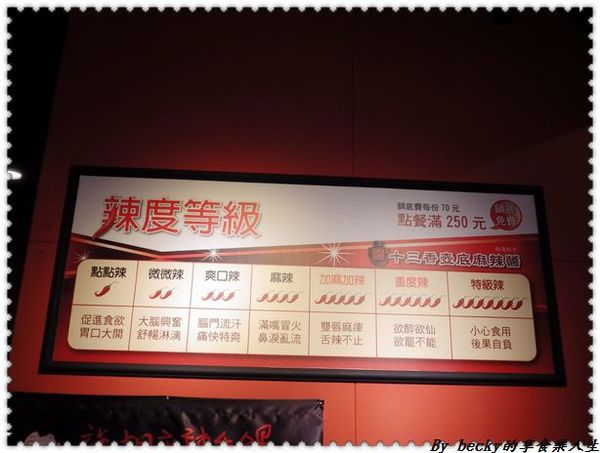 辣度等級
鍋底費每份 70 元
點餐滿 250 元
鍋底
免費
十三香壺底麻辣醬
點點辣 微微辣 爽口辣 麻辣 加麻加辣 重度辣 特級辣
促進食欲 大腦興奮 腦門流汗 滿嘴冒火 雙唇麻痺 欲醉欲仙 小心食用
胃口大開 舒暢淋漓 痛快特爽 鼻淚亂流 舌辣不止 欲罷不能 後果自負
By becky的享食樂人生